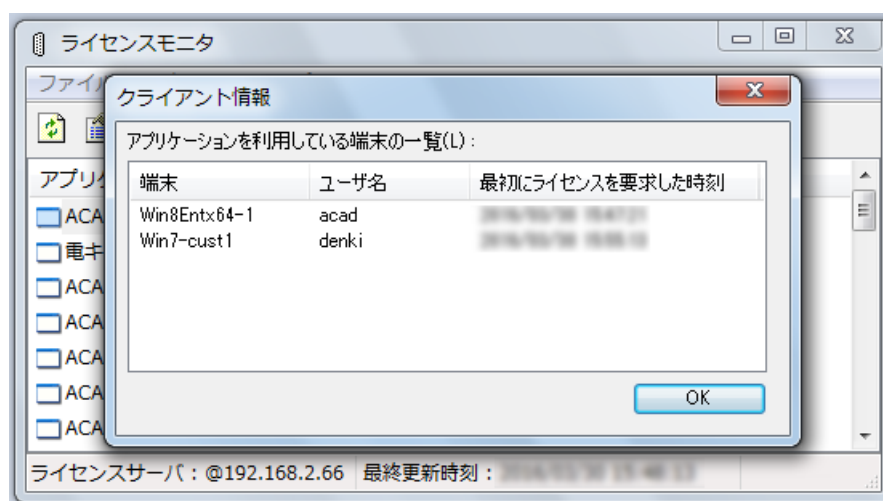 ライセンスモニタ
ファイル
クライアント情報
アプリケーションを利用している端末の一覧(L):
アプリ
端末 ユーザ名 最初にライセンスを要求した時刻
Win8Entx64-1 acad
Win7-cust1 denki
ACA
電キ
ACA
ACA
ACA
ACA
ACA
OK
ライセンスサーバ:@192.168.2.66 最終更新時刻: